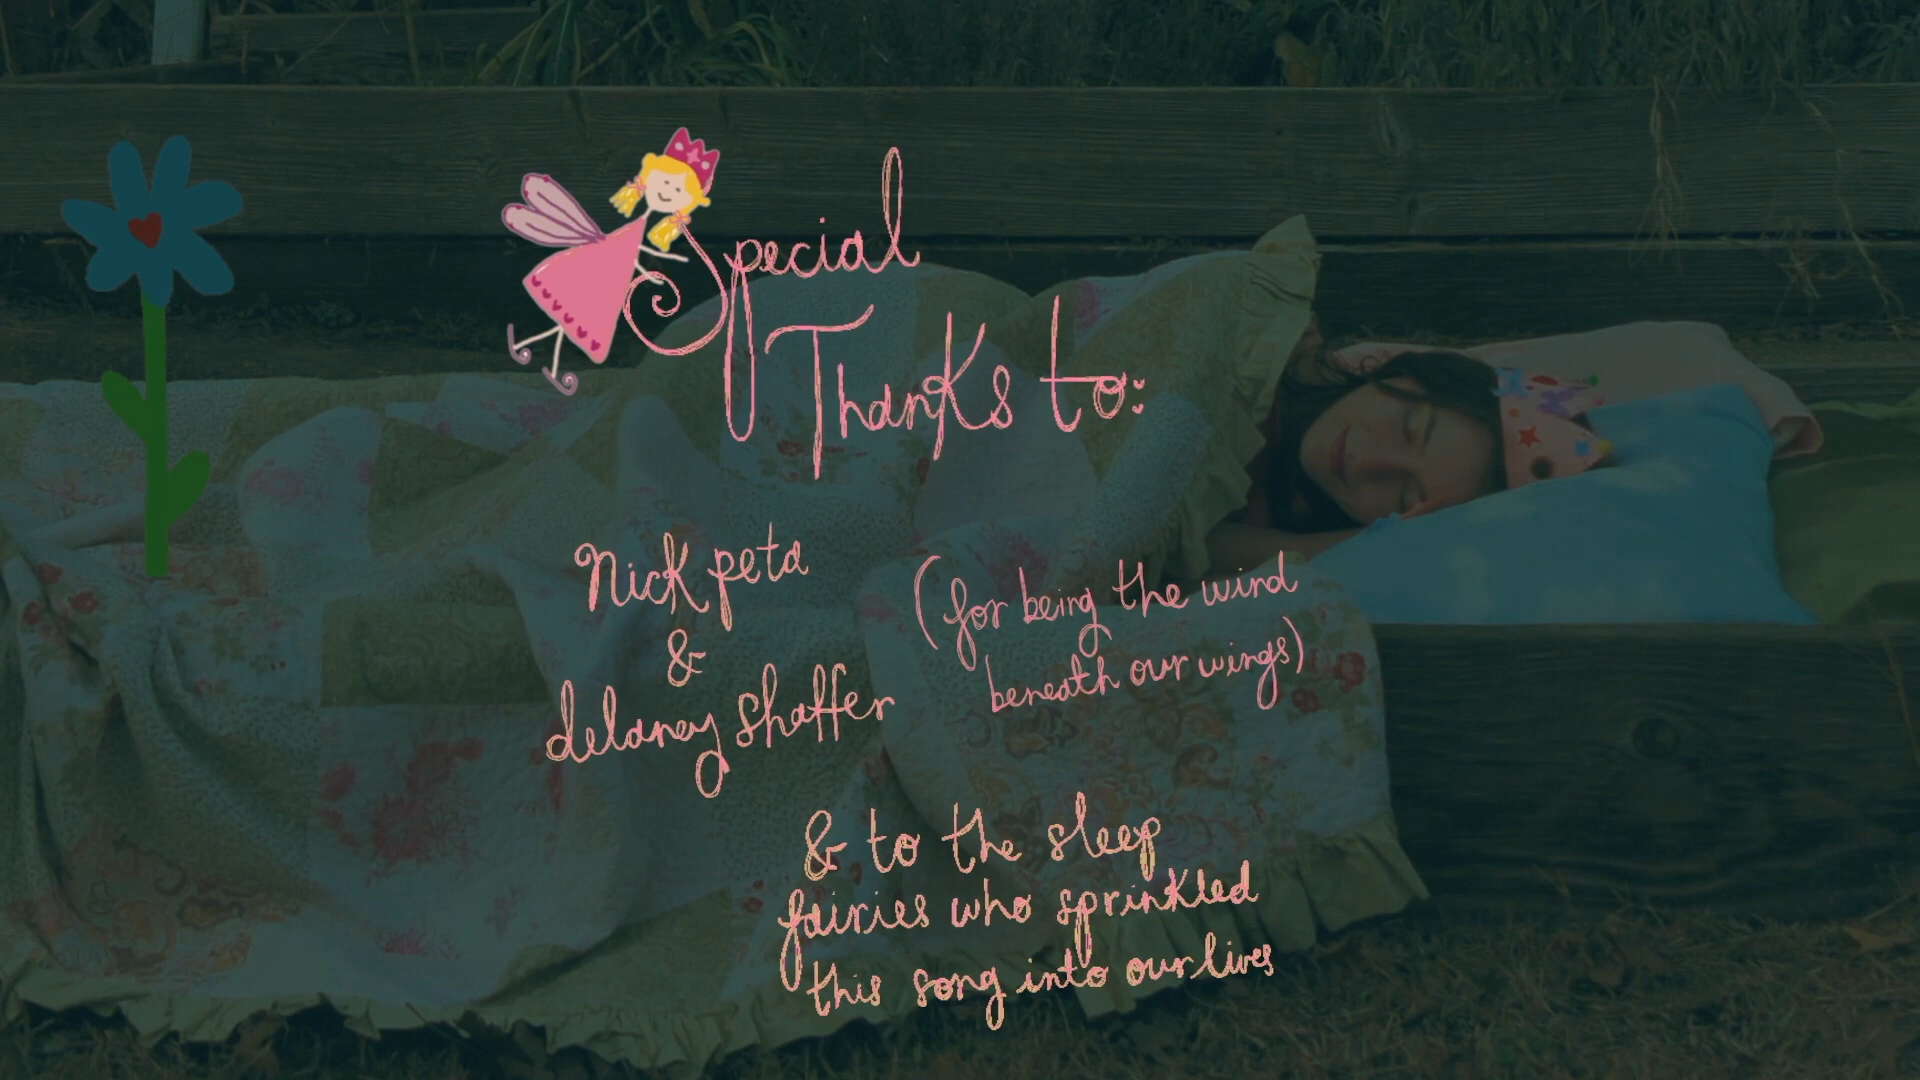 Special
Thanks to:
Nick peta
&
delaney shaffer
(for being the wind
beneath our wings)
& to the sleep
fairies who sprinkled
this song into our lives